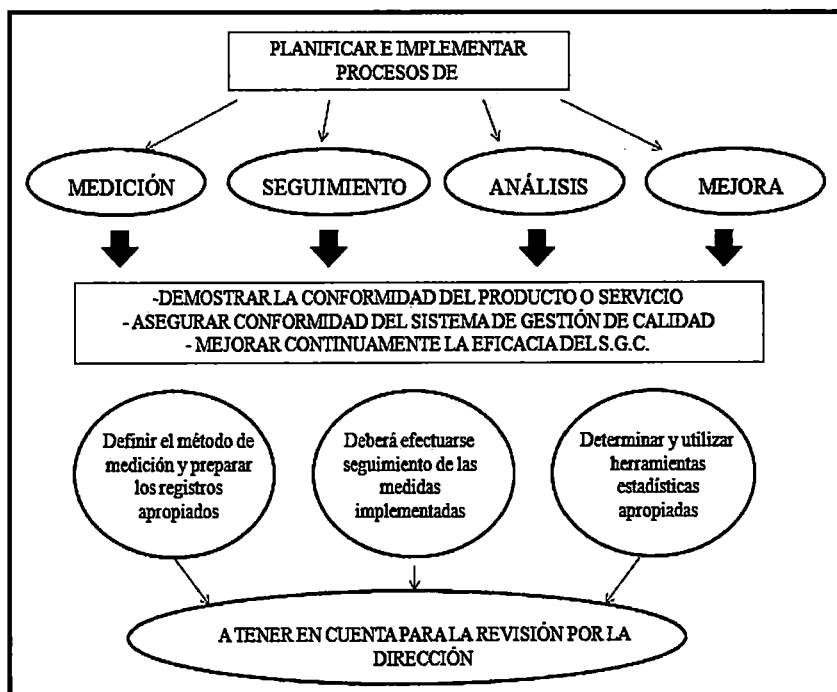 PLANIFICAR E IMPLEMENTAR
PROCESOS DE
MEDICIÓN
SEGUIMIENTO
ANÁLISIS
MEJORA
-DEMOSTRAR LA CONFORMIDAD DEL PRODUCTO O SERVICIO
- ASEGURAR CONFORMIDAD DEL SISTEMA DE GESTIÓN DE CALIDAD
- MEJORAR CONTINUAMENTE LA EFICACIA DEL S.G.C.
Definir el método de
medición y preparar
los registros
apropiados
Deberá efectuarse
seguimiento de las
medidas
implementadas
Determinar y utilizar
herramientas
estadísticas
apropiadas
A TENER EN CUENTA PARA LA REVISIÓN POR LA
DIRECCIÓN